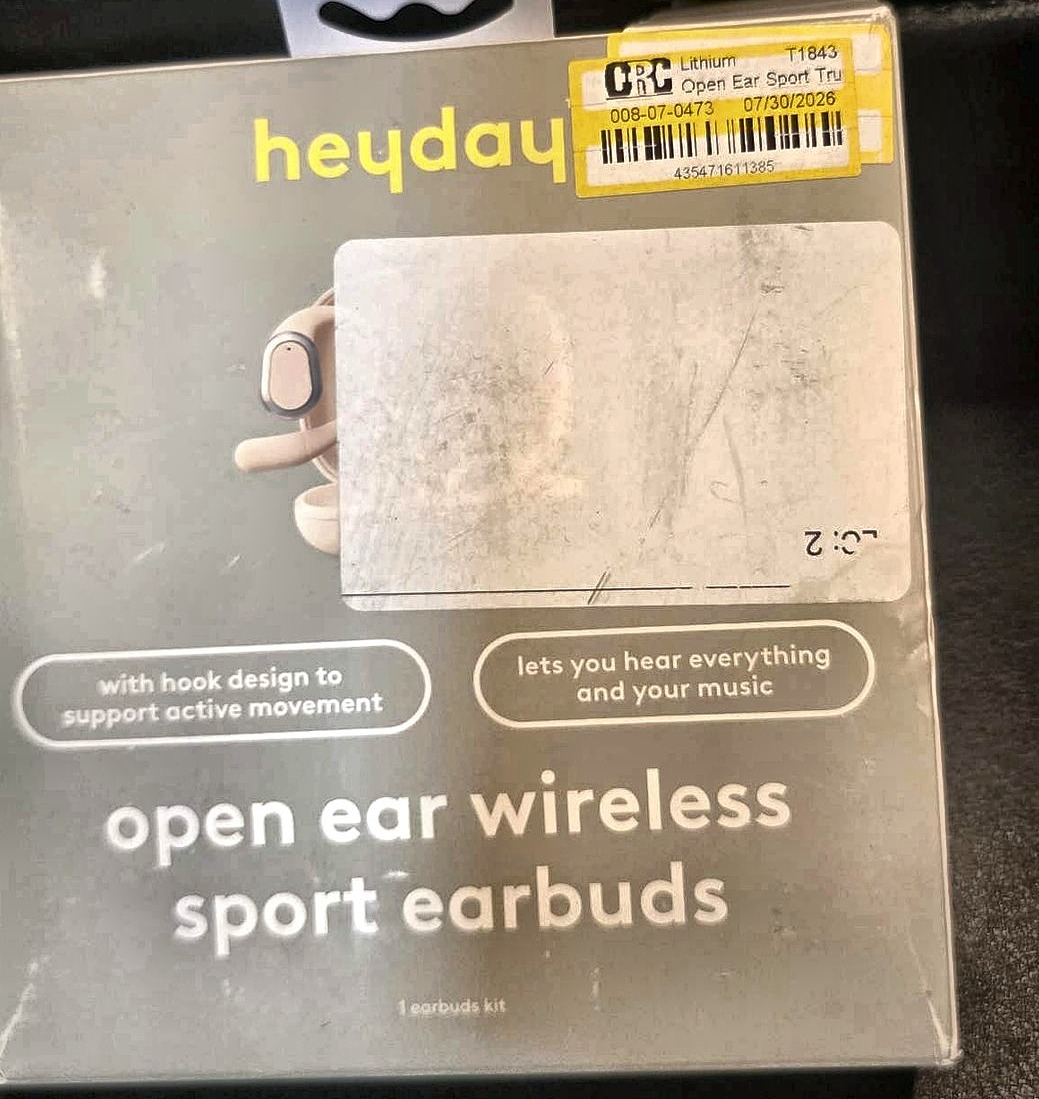 CRC Lithium T1843
Open Ear Sport Tru
008-07-0473 07/30/2026
435471611385
heyday
2
with hook design to
support active movement
lets you hear everything
and your music
open ear wireless
sport earbuds
1 earbuds kit